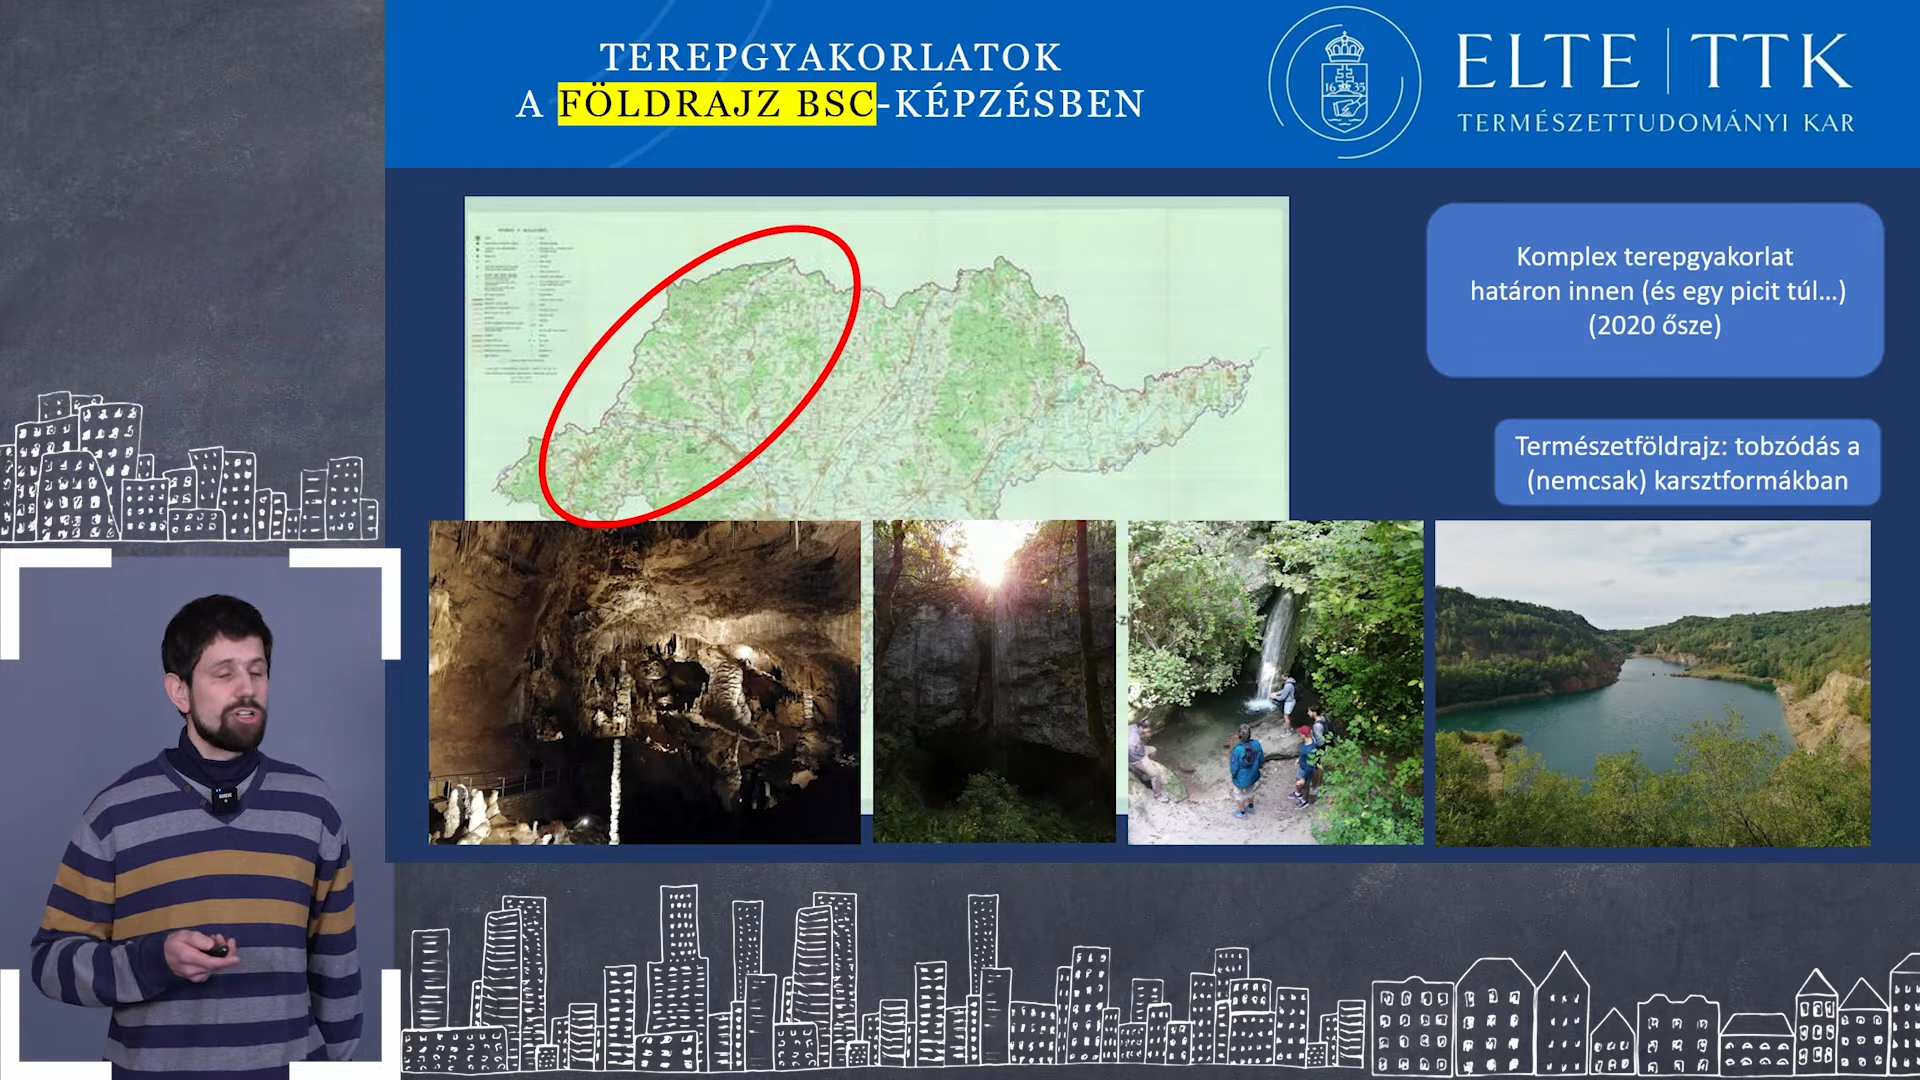 TEREPGYAKORLATOK
A FÖLDRAJZ BSC-KÉPZÉSBEN
1635
ELTE | TTK
TERMÉSZETTUDOMÁNYI KAR
Komplex terepgyakorlat
határon innen (és egy picit túl...)
(2020 ősze)
Természetföldrajz: tobzódás a
(nemcsak) karsztformákban